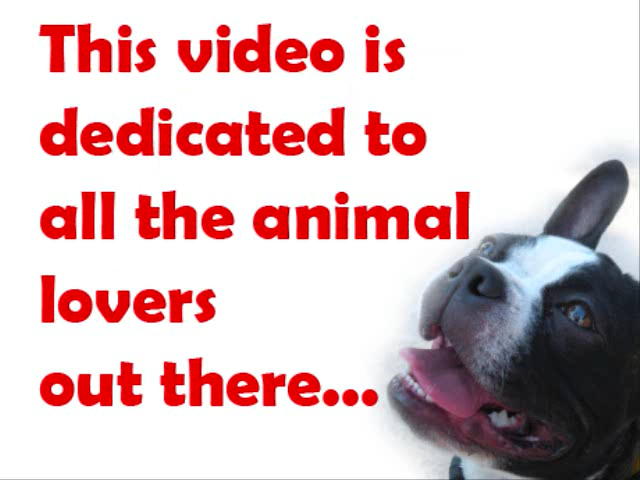 This video is
dedicated to
all the animal
lovers
out there...